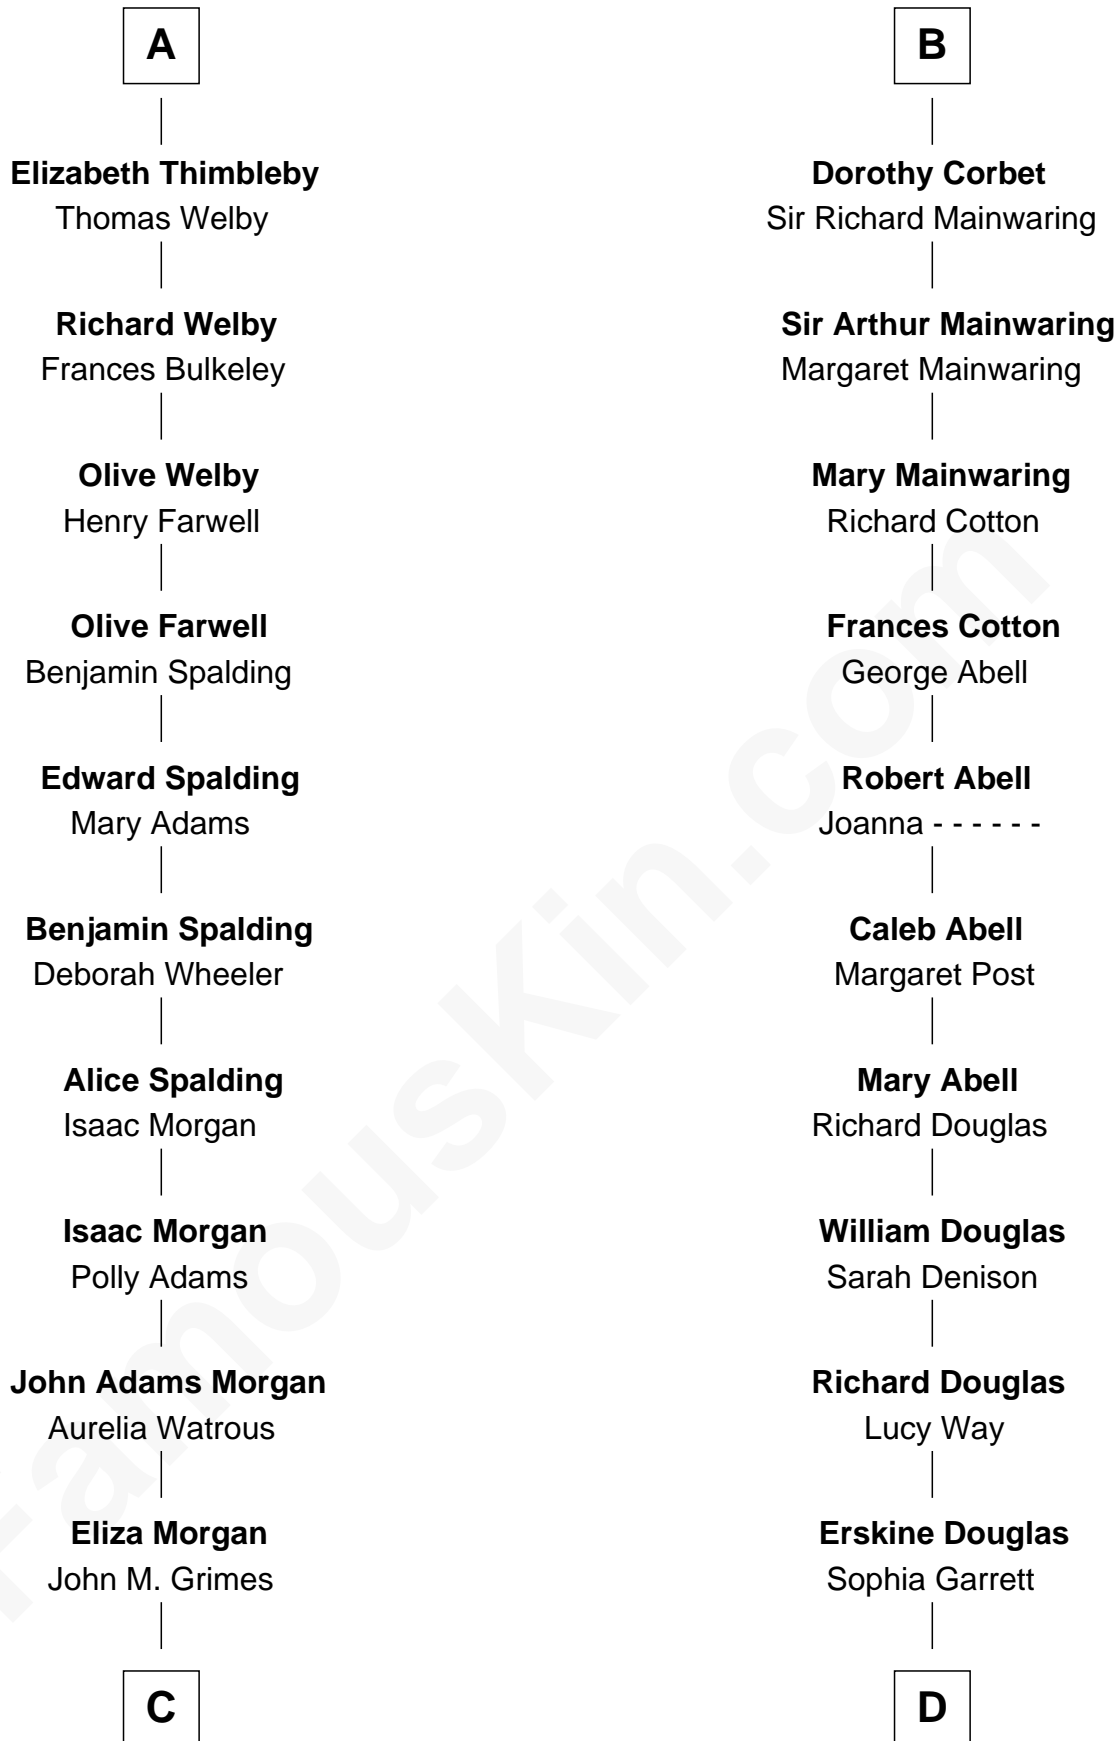 A
Elizabeth Thimbleby
Thomas Welby
Richard Welby
Frances Bulkeley
Olive Welby
Henry Farwell
Olive Farwell
Benjamin Spalding
Edward Spalding
Mary Adams
Benjamin Spalding
Deborah Wheeler
Alice Spalding
Isaac Morgan
Isaac Morgan
Polly Adams
John Adams Morgan
Aurelia Watrous
Eliza Morgan
John M. Grimes
C
B
Dorothy Corbet
Sir Richard Mainwaring
Sir Arthur Mainwaring
Margaret Mainwaring
Mary Mainwaring
Richard Cotton
Frances Cotton
George Abell
Robert Abell
Joanna - - - - - -
Caleb Abell
Margaret Post
Mary Abell
Richard Douglas
William Douglas
Sarah Denison
Richard Douglas
Lucy Way
Erskine Douglas
Sophia Garrett
D
FamousKin.com